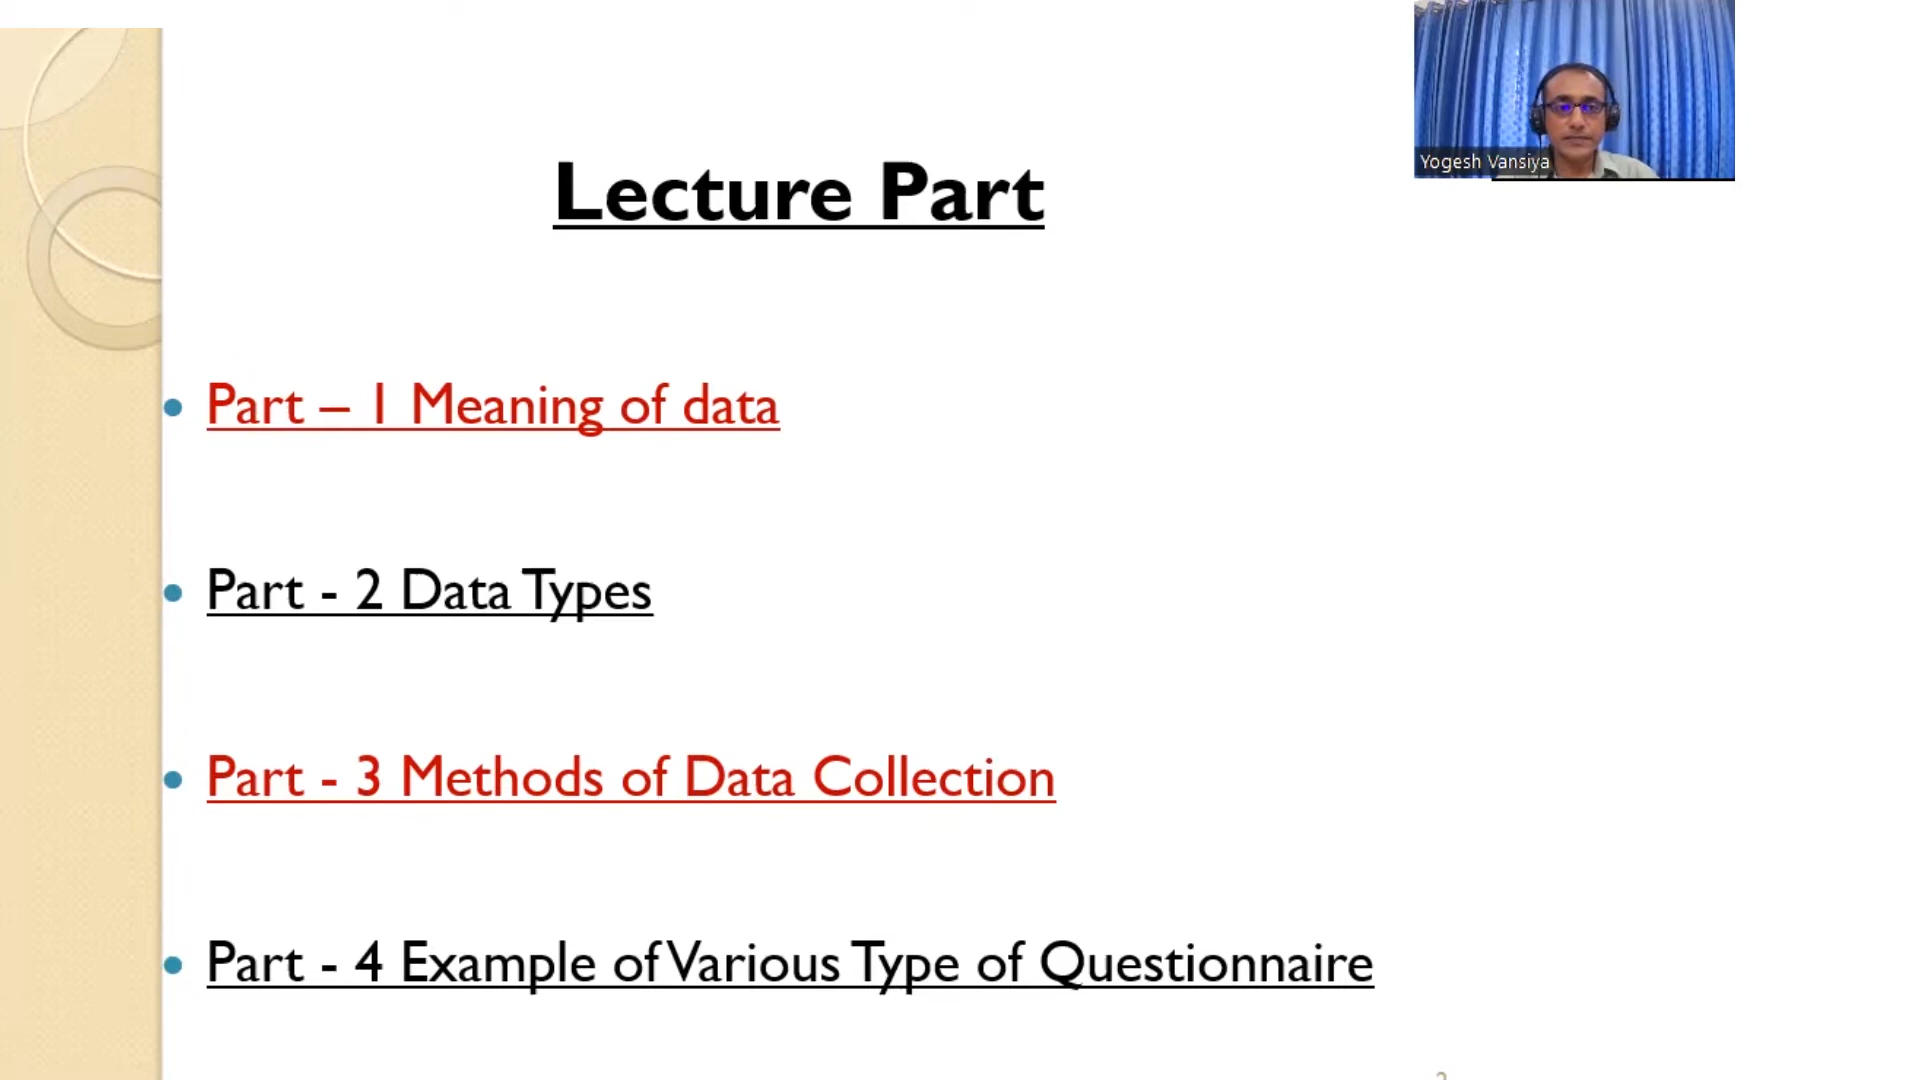 Yogesh Vansiya
Lecture Part
Part – 1 Meaning of data
Part - 2 Data Types
Part - 3 Methods of Data Collection
Part - 4 Example of Various Type of Questionnaire